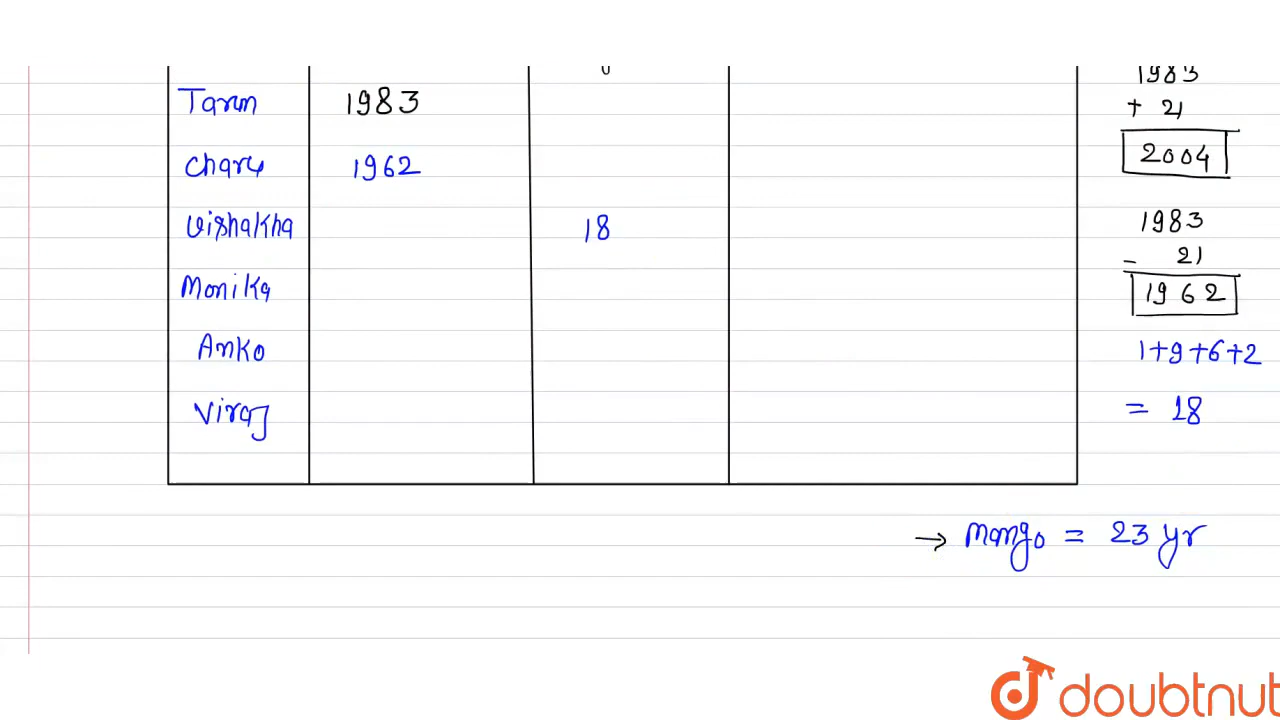 1983
Tarun 1983
+ 21
2004
Charu 1962
Vishakha 18
1983
- 21
1962
Monika
Anko
1+9+6+2
Viraj
= 18
→ Mango = 23 yr
doubtnut